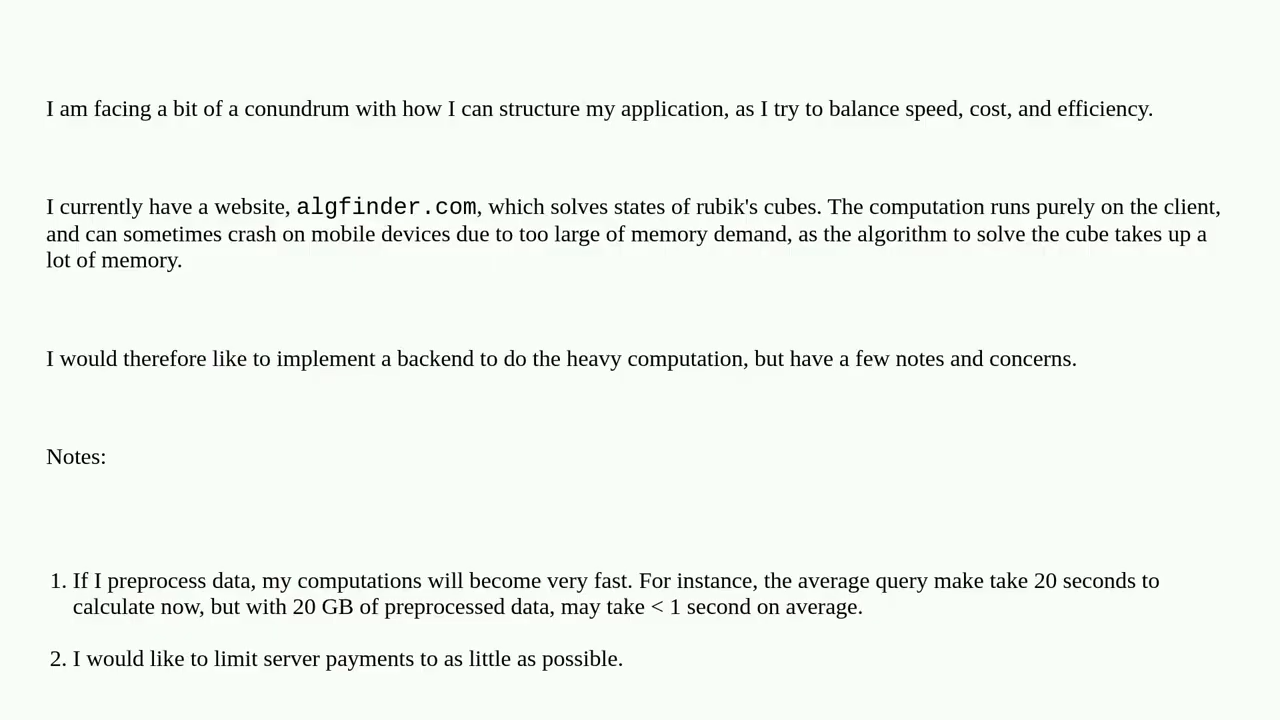 I am facing a bit of a conundrum with how I can structure my application, as I try to balance speed, cost, and efficiency.
I currently have a website, algfinder.com, which solves states of rubik's cubes. The computation runs purely on the client,
and can sometimes crash on mobile devices due to too large of memory demand, as the algorithm to solve the cube takes up a
lot of memory.
I would therefore like to implement a backend to do the heavy computation, but have a few notes and concerns.
Notes:
1. If I preprocess data, my computations will become very fast. For instance, the average query make take 20 seconds to
calculate now, but with 20 GB of preprocessed data, may take < 1 second on average.
2. I would like to limit server payments to as little as possible.